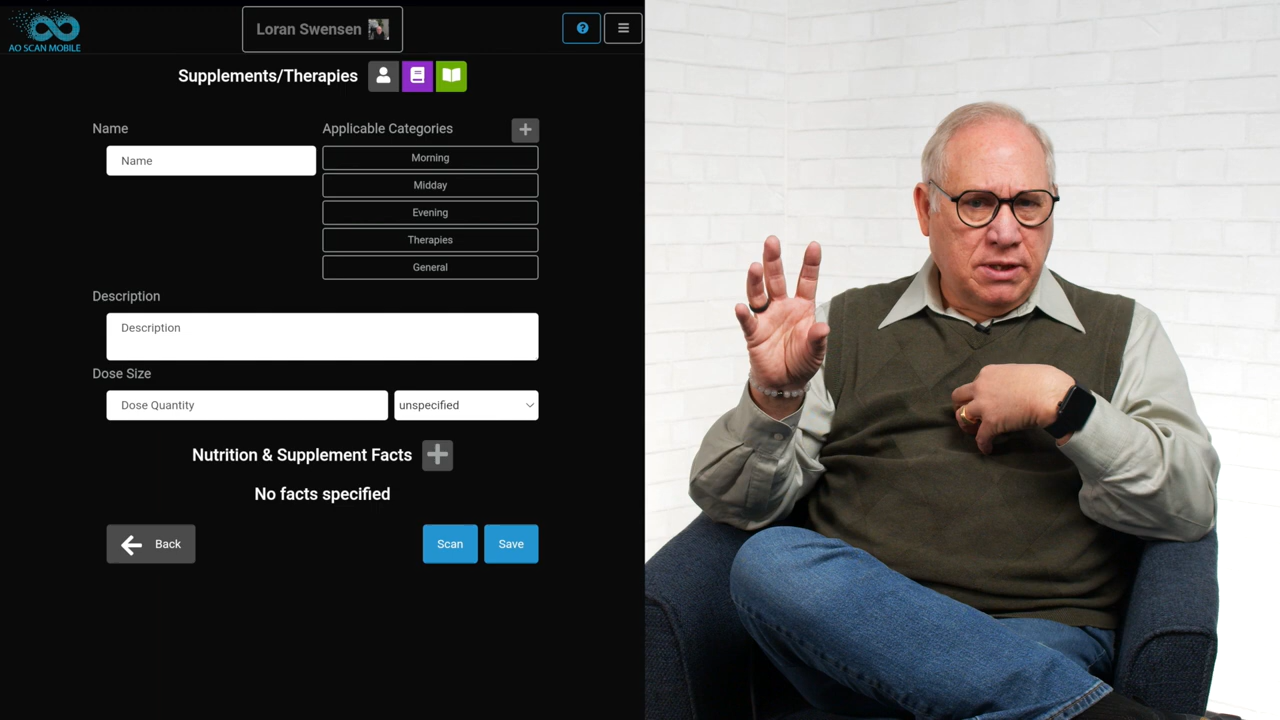 AO SCAN MOBILE
Loran Swensen
Supplements/Therapies
Name
Name
Applicable Categories
Morning
Midday
Evening
Therapies
General
Description
Description
Dose Size
Dose Quantity
unspecified
Nutrition & Supplement Facts
No facts specified
Back
Scan
Save